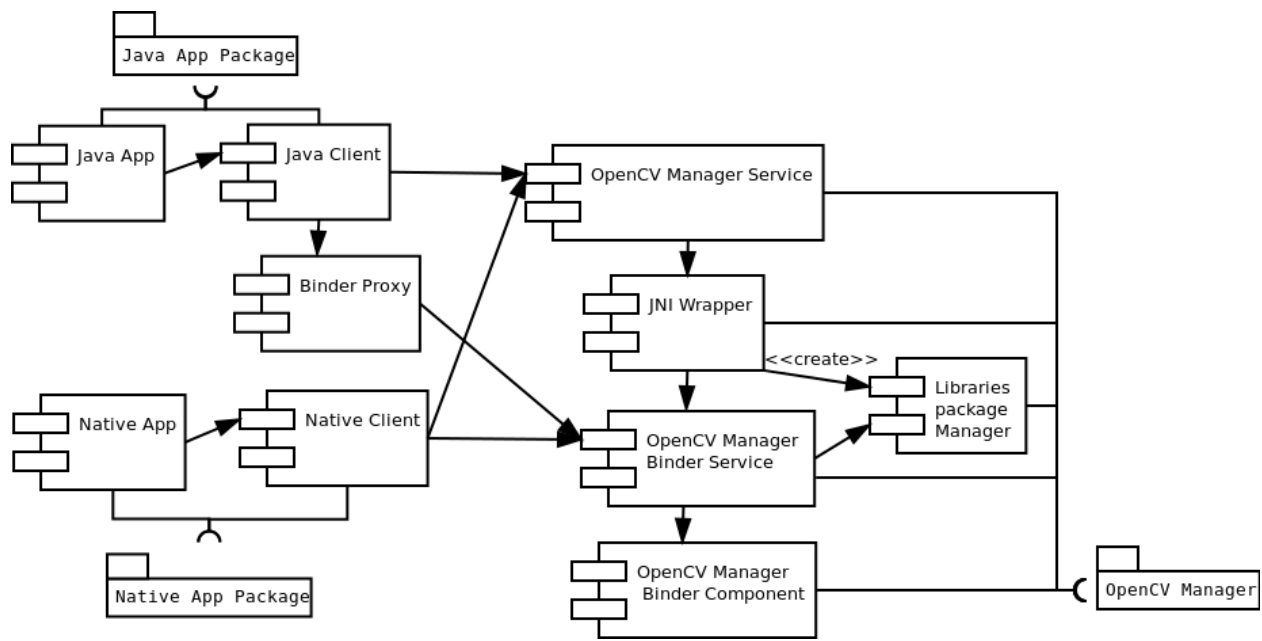 Java App Package
Java App
Java Client
OpenCV Manager Service
Binder Proxy
JNI Wrapper
<<create>>
Libraries
package
Manager
Native App
Native Client
OpenCV Manager
Binder Service
OpenCV Manager
Binder Component
Native App Package
OpenCV Manager